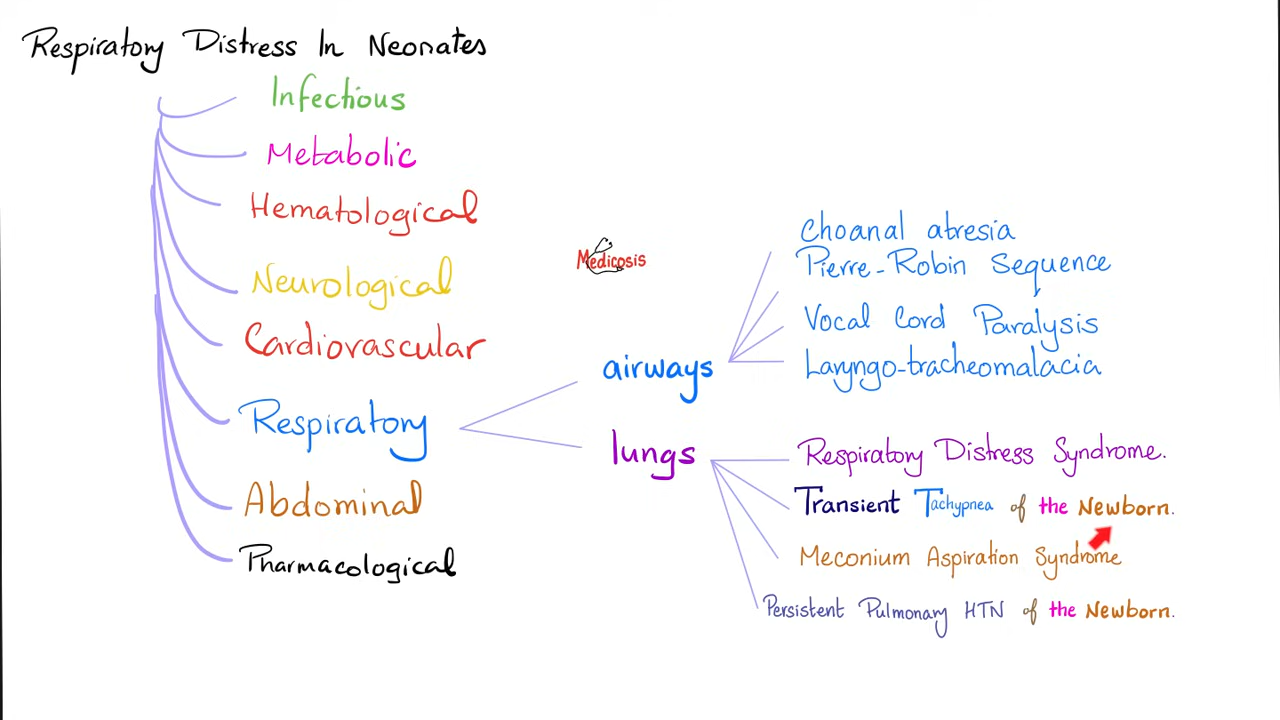 Respiratory Distress In Neonates
Infectious
Metabolic
Hematological
Neurological
Cardiovascular
Respiratory
Abdominal
Pharmacological
Medicosis
airways
lungs
Choanal atresia
Pierre-Robin Sequence
Vocal Cord Paralysis
Laryngo-tracheomalacia
Respiratory Distress Syndrome.
Transient Tachypnea of the Newborn.
Meconium Aspiration Syndrome
Persistent Pulmonary HTN of the Newborn.